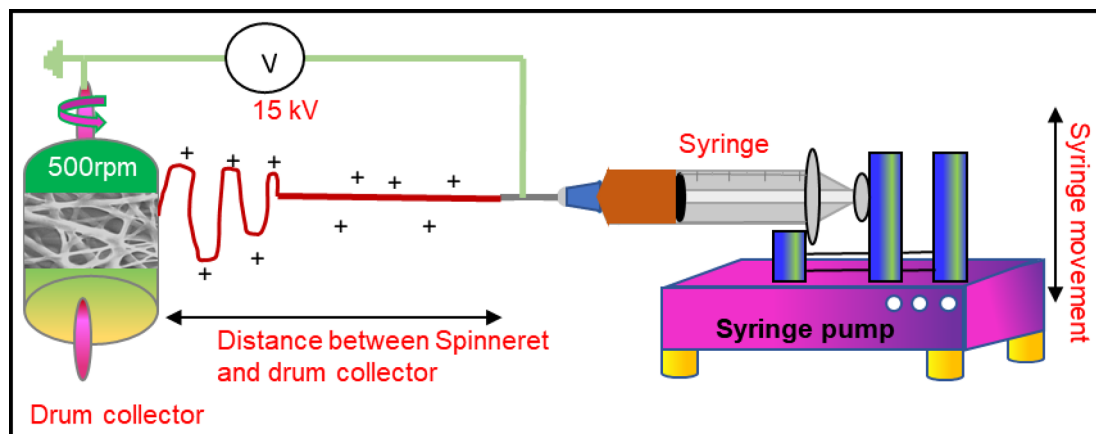 V
15 kV
500rpm
+ + +
+ + +
+ +
+ +
Syringe
Syringe movement
Syringe pump
Distance between Spinneret
and drum collector
Drum collector